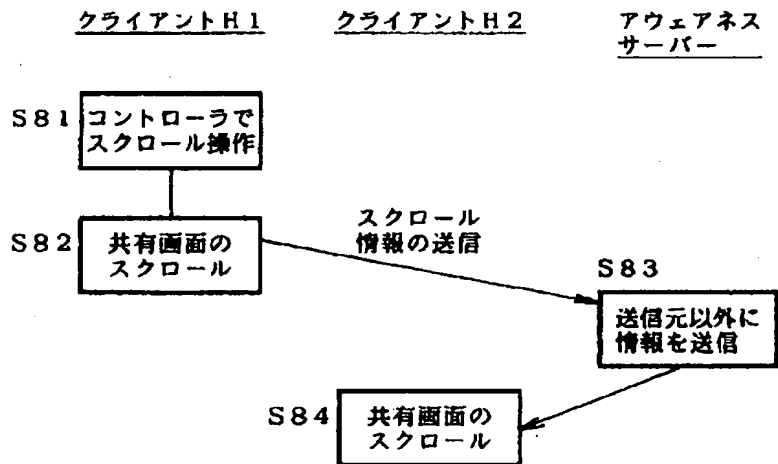 クライアントH1
クライアントH2
アウェアネス
サーバー
S81
コントローラで
スクロール操作
S82
共有画面の
スクロール
スクロール
情報の送信
S83
送信元以外に
情報を送信
S84
共有画面の
スクロール